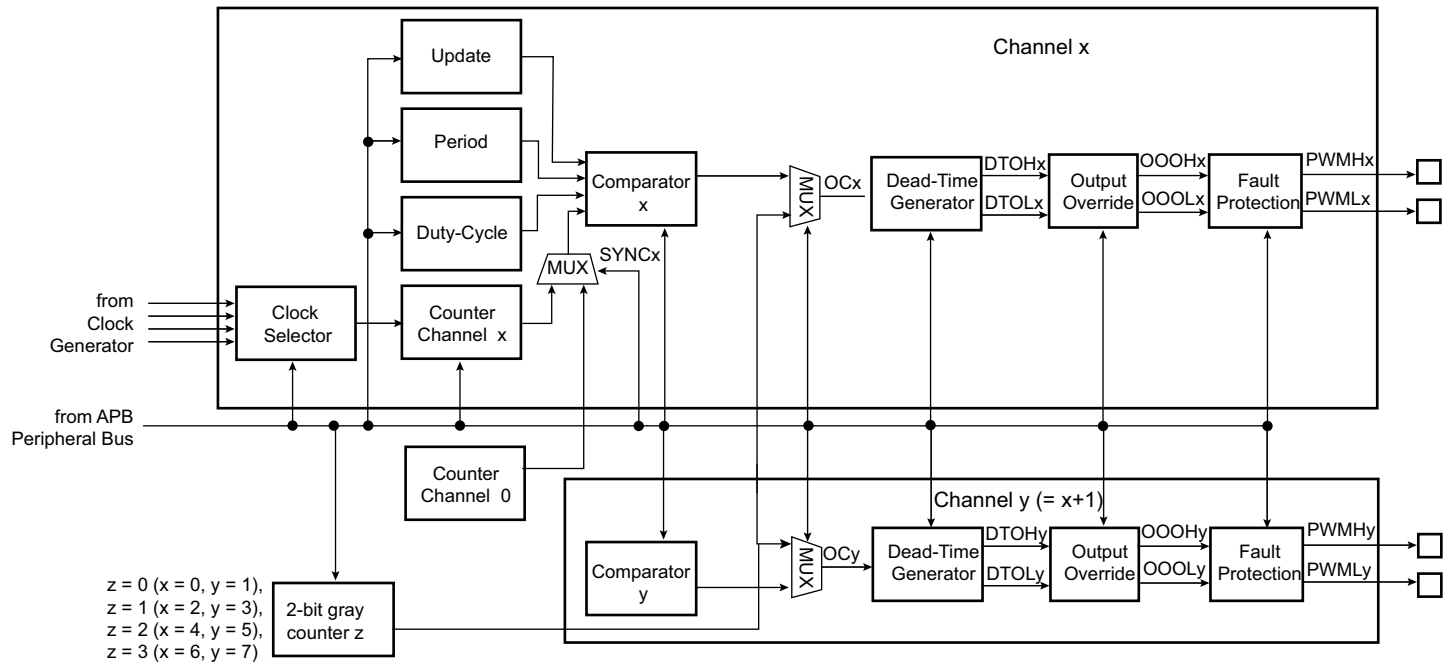 Channel x
Update
Period
Duty-Cycle
Comparator
x
MUX
SYNCx
MUX
OCx
Dead-Time
Generator
DTOHx
DTOLx
Output
Override
OOOHx
OOOLx
Fault
Protection
PWMHx
PWMLx
from
Clock
Generator
Clock
Selector
Counter
Channel x
from APB
Peripheral Bus
Counter
Channel 0
Channel y (= x+1)
Comparator
y
MUX
OCy
Dead-Time
Generator
DTOHy
DTOLy
Output
Override
OOOHy
OOOLy
Fault
Protection
PWMHy
PWMLy
z = 0 (x = 0, y = 1),
z = 1 (x = 2, y = 3),
z = 2 (x = 4, y = 5),
z = 3 (x = 6, y = 7)
2-bit gray
counter z